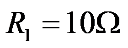 R₁ = 10Ω